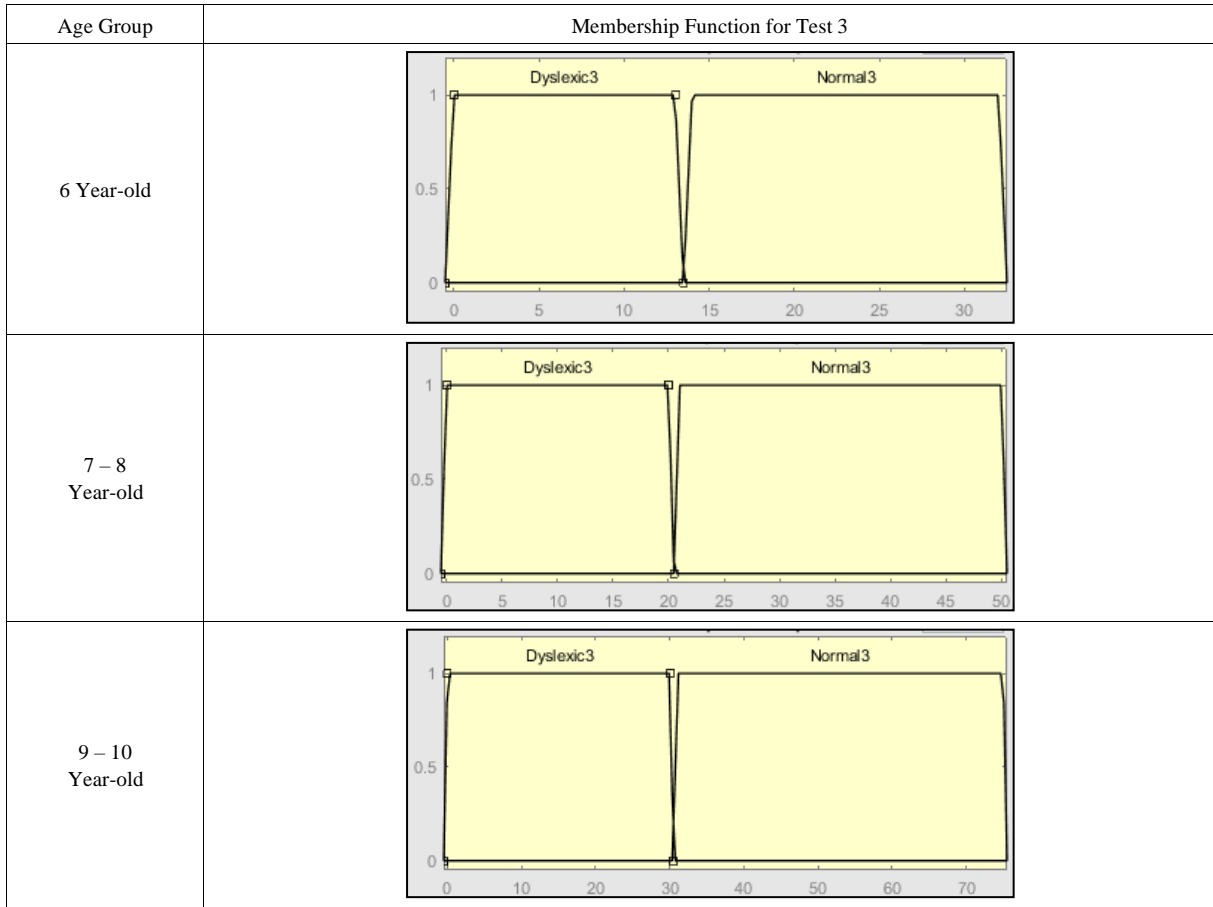 Age Group
Membership Function for Test 3
6 Year-old
Dyslexic3
Normal3
1
0.5
0
0 5 10 15 20 25 30
7 – 8
Year-old
Dyslexic3
Normal3
1
0.5
0
0 5 10 15 20 25 30 35 40 45 50
9 – 10
Year-old
Dyslexic3
Normal3
1
0.5
0
0 10 20 30 40 50 60 70